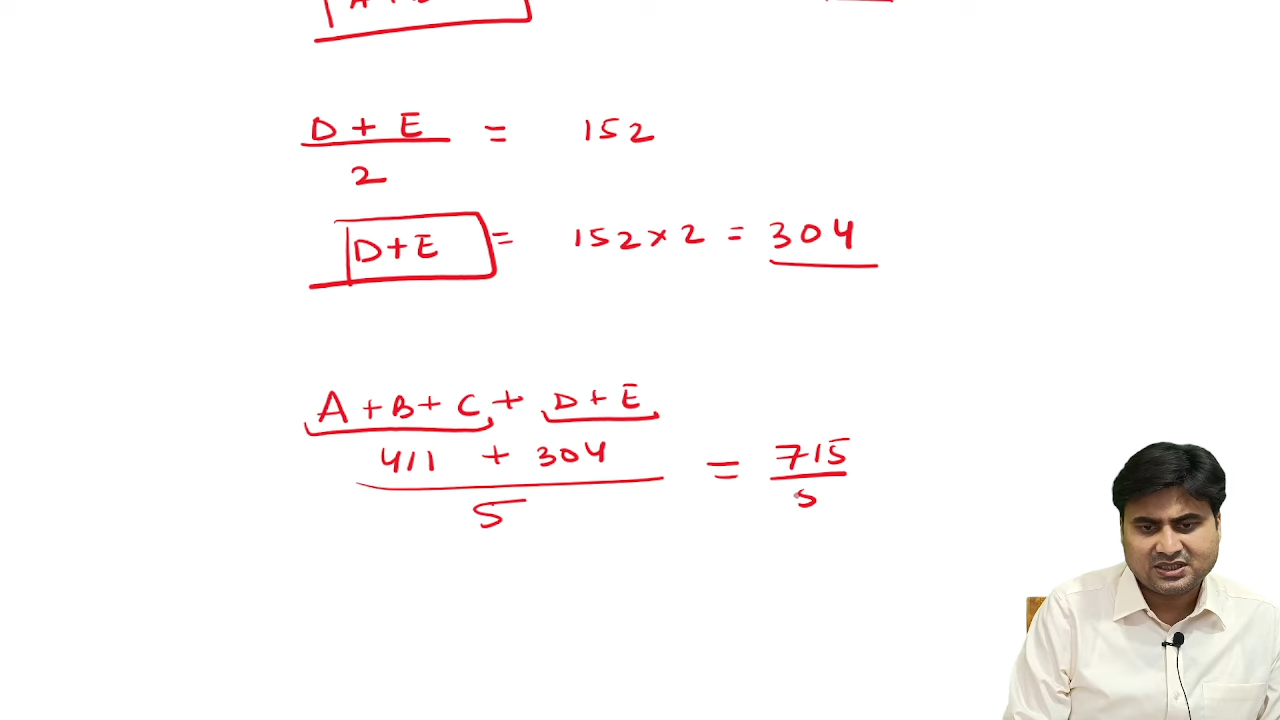 D + E / 2 = 152
D+E = 152 × 2 = 304
A + B + C + D + E
411 + 304 / 5 = 715 / 5